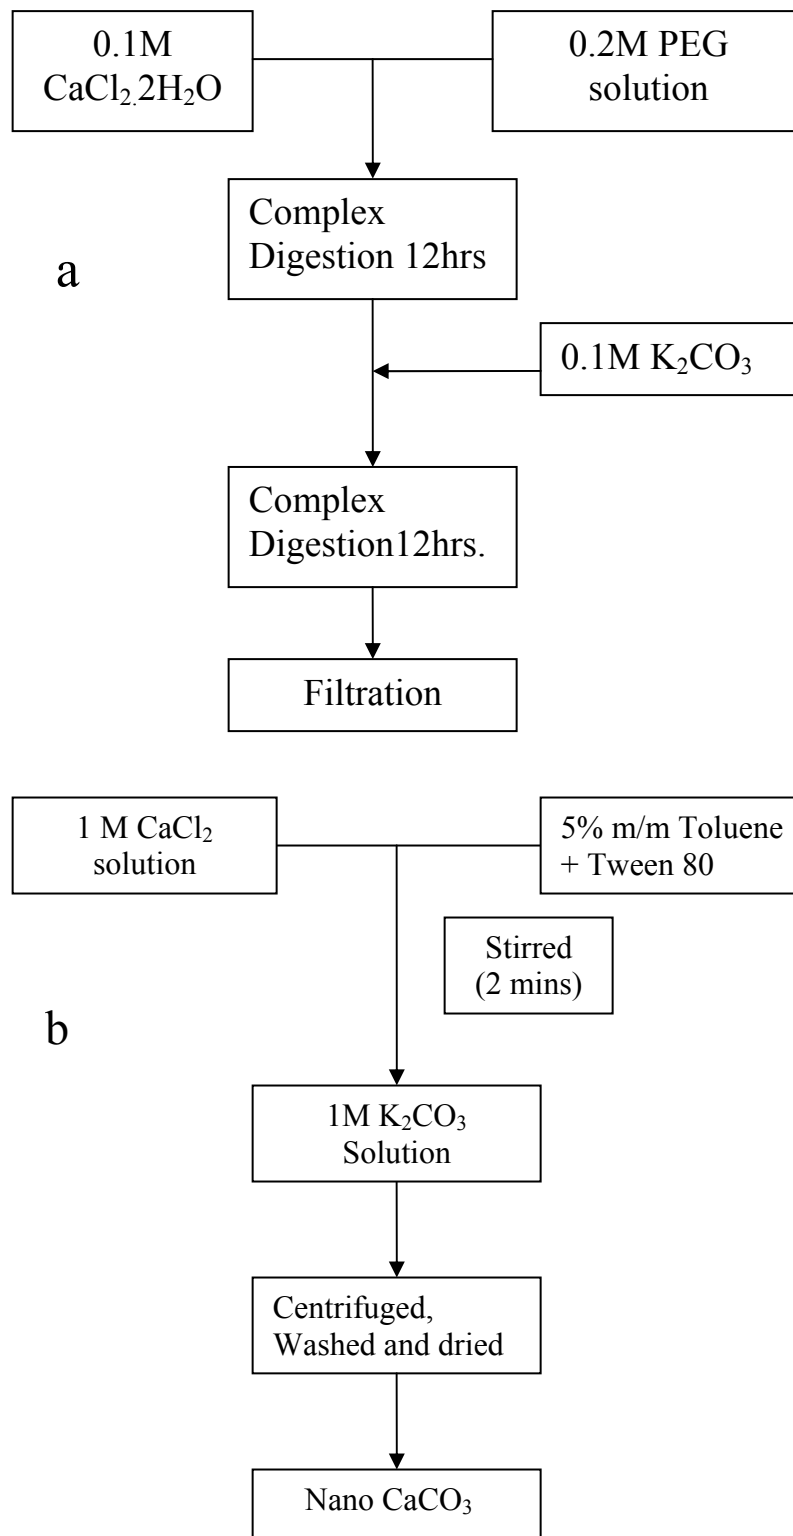 0.1M
CaCl₂.2H₂O
0.2M PEG
solution
Complex
Digestion 12hrs
a
0.1M K₂CO₃
Complex
Digestion12hrs.
Filtration
1 M CaCl₂
solution
5% m/m Toluene
+ Tween 80
Stirred
(2 mins)
b
1M K₂CO₃
Solution
Centrifuged,
Washed and dried
Nano CaCO₃